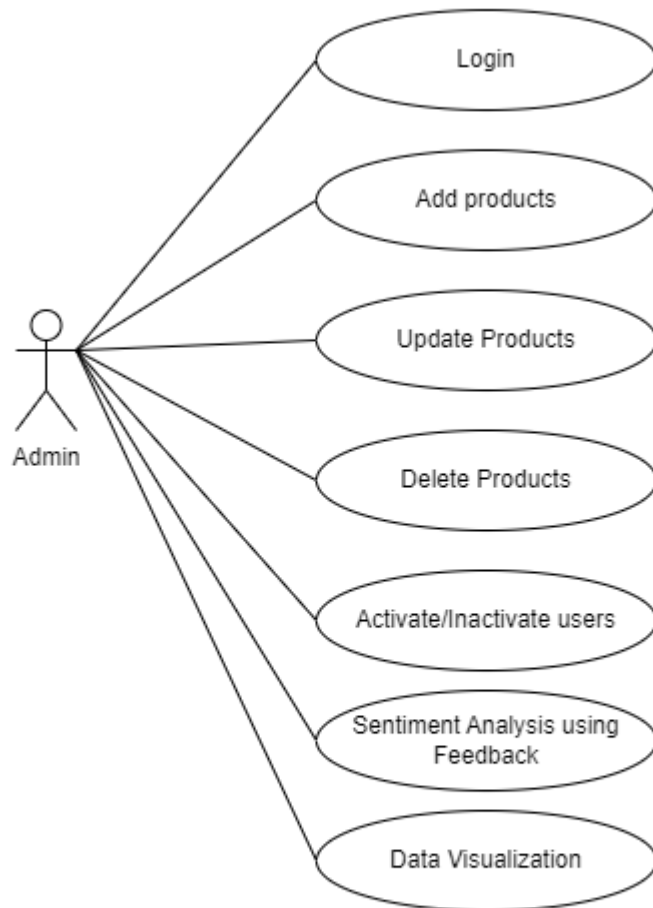 Login
Add products
Update Products
Admin
Delete Products
Activate/Inactivate users
Sentiment Analysis using
Feedback
Data Visualization